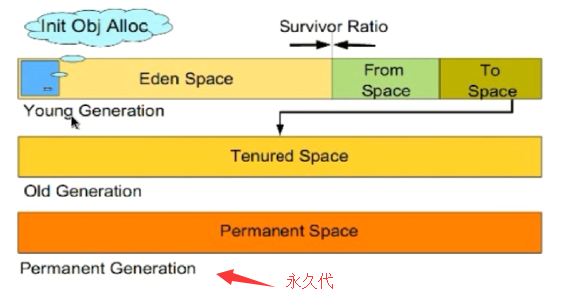 Init Obj Alloc
Survivor Ratio
Eden Space
From
Space
To
Space
Young Generation
Tenured Space
Old Generation
Permanent Space
Permanent Generation
永久代